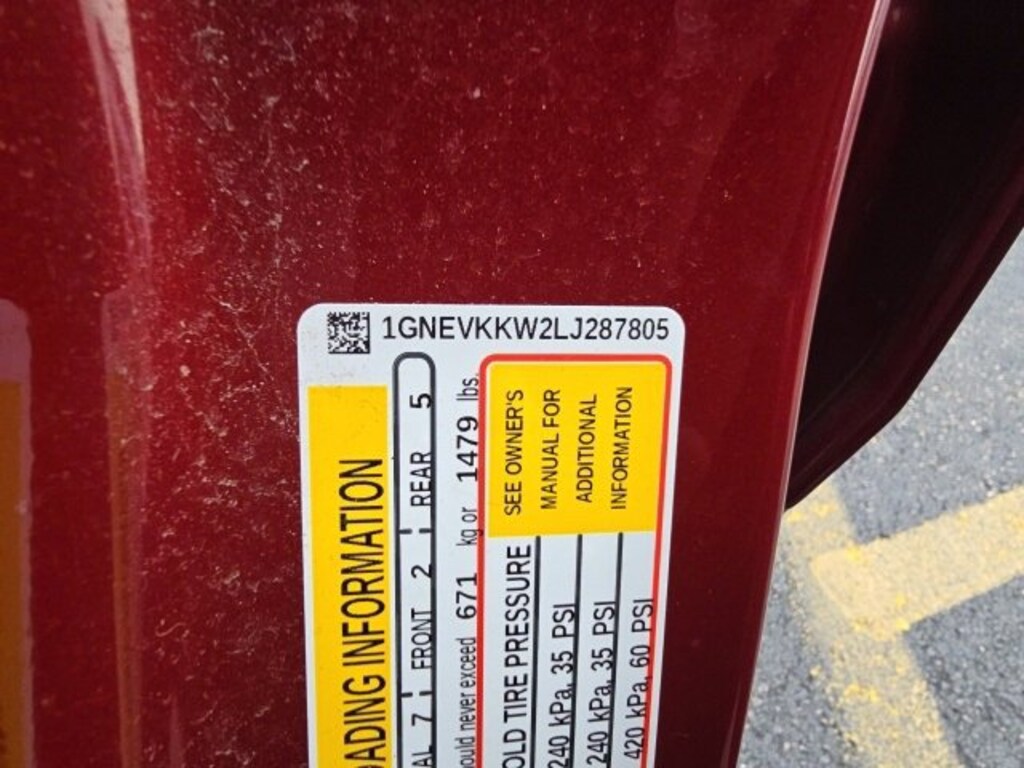 1GNEVKKW2LJ287805
ADING INFORMATION
AL 7 FRONT 2 REAR 5
ould never exceed 671 kg or 1479 lbs.
OLD TIRE PRESSURE
240 kPa, 35 PSI
240 kPa, 35 PSI
420 kPa, 60 PSI
SEE OWNER'S
MANUAL FOR
ADDITIONAL
INFORMATION